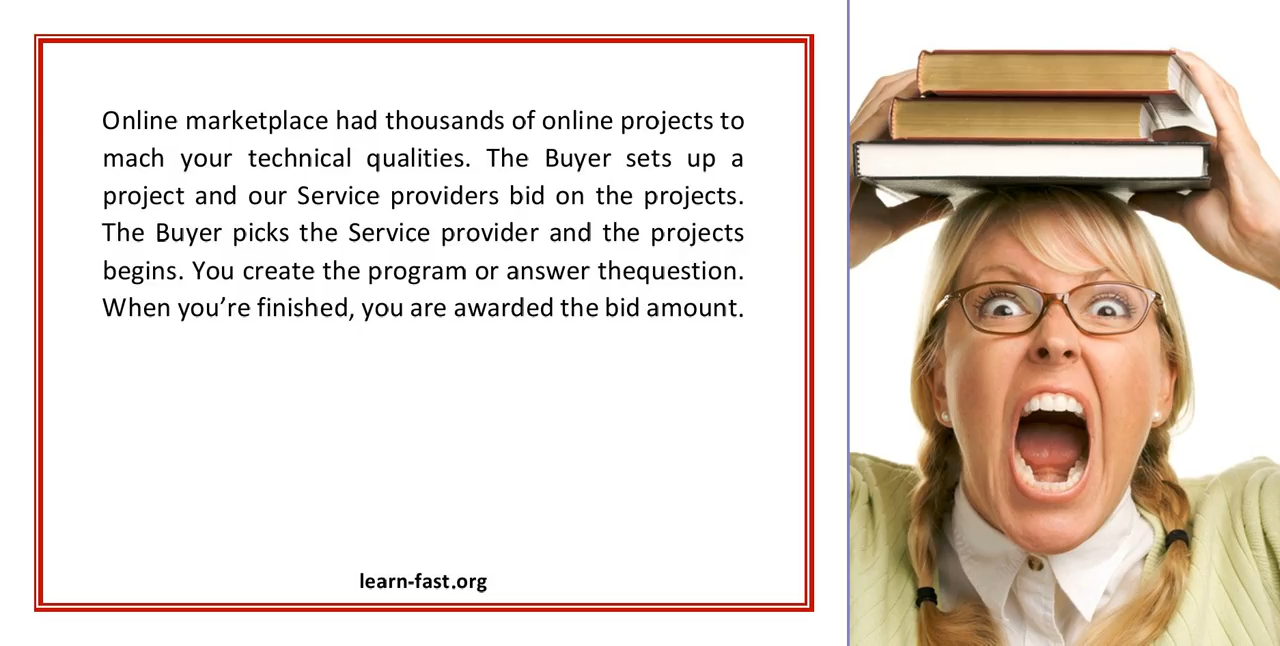 Online marketplace had thousands of online projects to
mach your technical qualities. The Buyer sets up a
project and our Service providers bid on the projects.
The Buyer picks the Service provider and the projects
begins. You create the program or answer thequestion.
When you’re finished, you are awarded the bid amount.
learn-fast.org